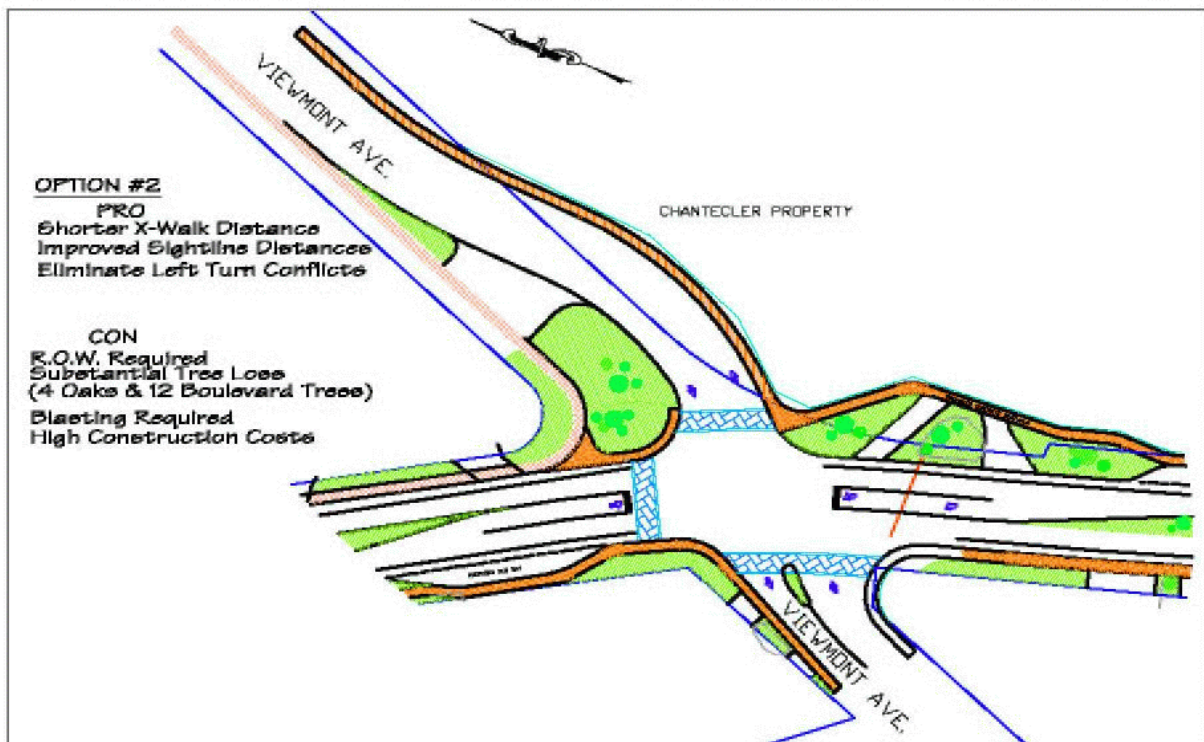 VIEWMONT AVE.
OPTION #2
PRO
Shorter X-Walk Distance
Improved Sightline Distances
Eliminate Left Turn Conflicts
CHANTECLER PROPERTY
CON
R.O.W. Required
Substantial Tree Loss
(4 Oaks & 12 Boulevard Trees)
Blasting Required
High Construction Costs
VIEWMONT AVE.